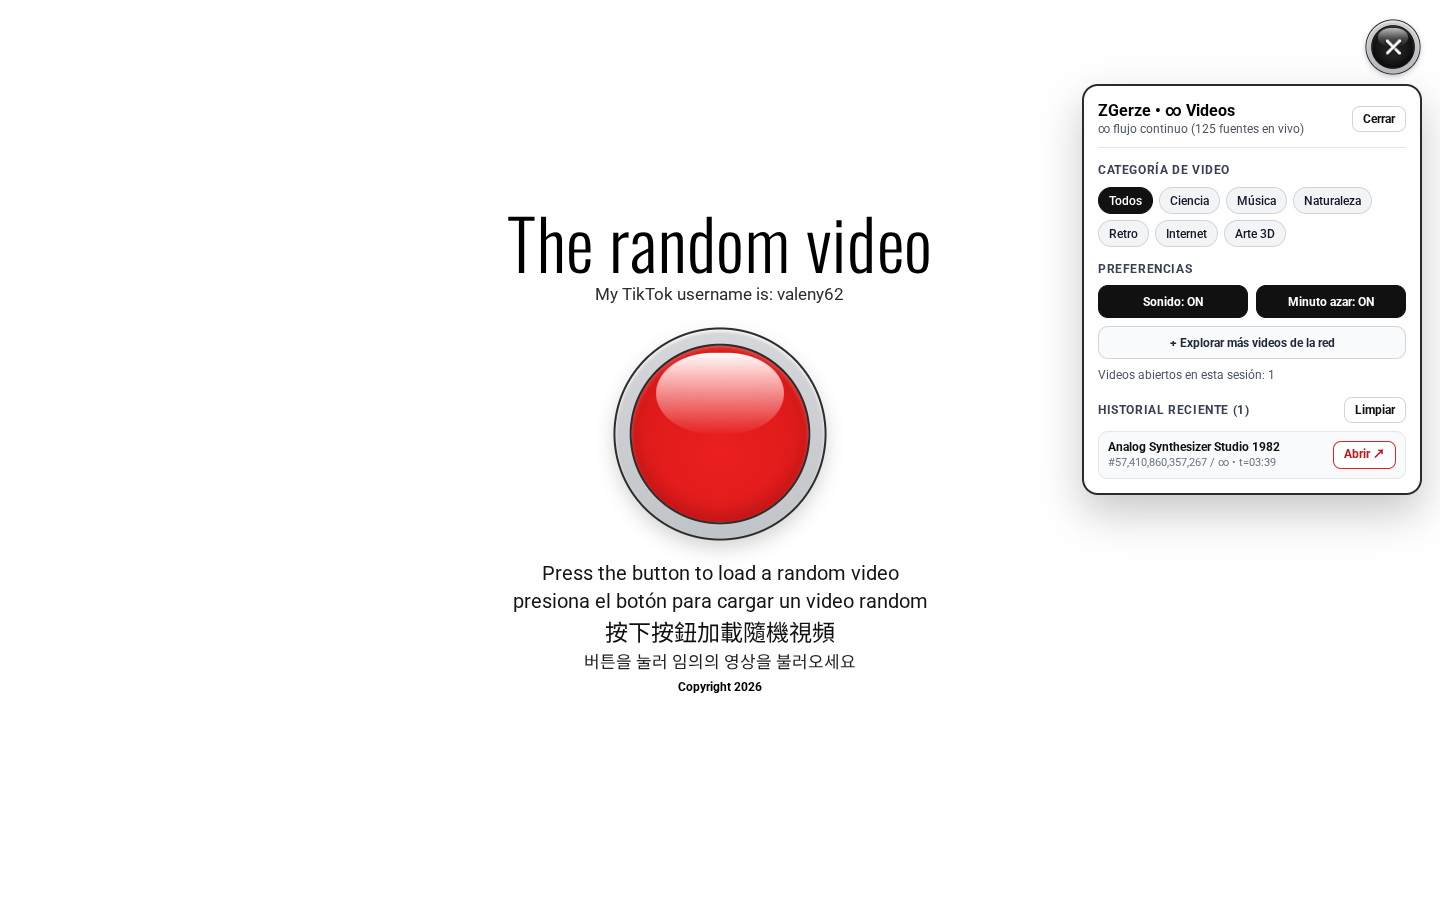 The random video
My TikTok username is: valeny62
Press the button to load a random video
presiona el botón para cargar un video random
按下按鈕加載隨機視頻
버튼을 눌러 임의의 영상을 불러오세요
Copyright 2026
ZGerze • ∞ Videos
∞ flujo continuo (125 fuentes en vivo)
Cerrar
CATEGORÍA DE VIDEO
Todos Ciencia Música Naturaleza
Retro Internet Arte 3D
PREFERENCIAS
Sonido: ON Minuto azar: ON
+ Explorar más videos de la red
Videos abiertos en esta sesión: 1
HISTORIAL RECIENTE (1) Limpiar
Analog Synthesizer Studio 1982
#57,410,860,357,267 / ∞ • t=03:39
Abrir ↗